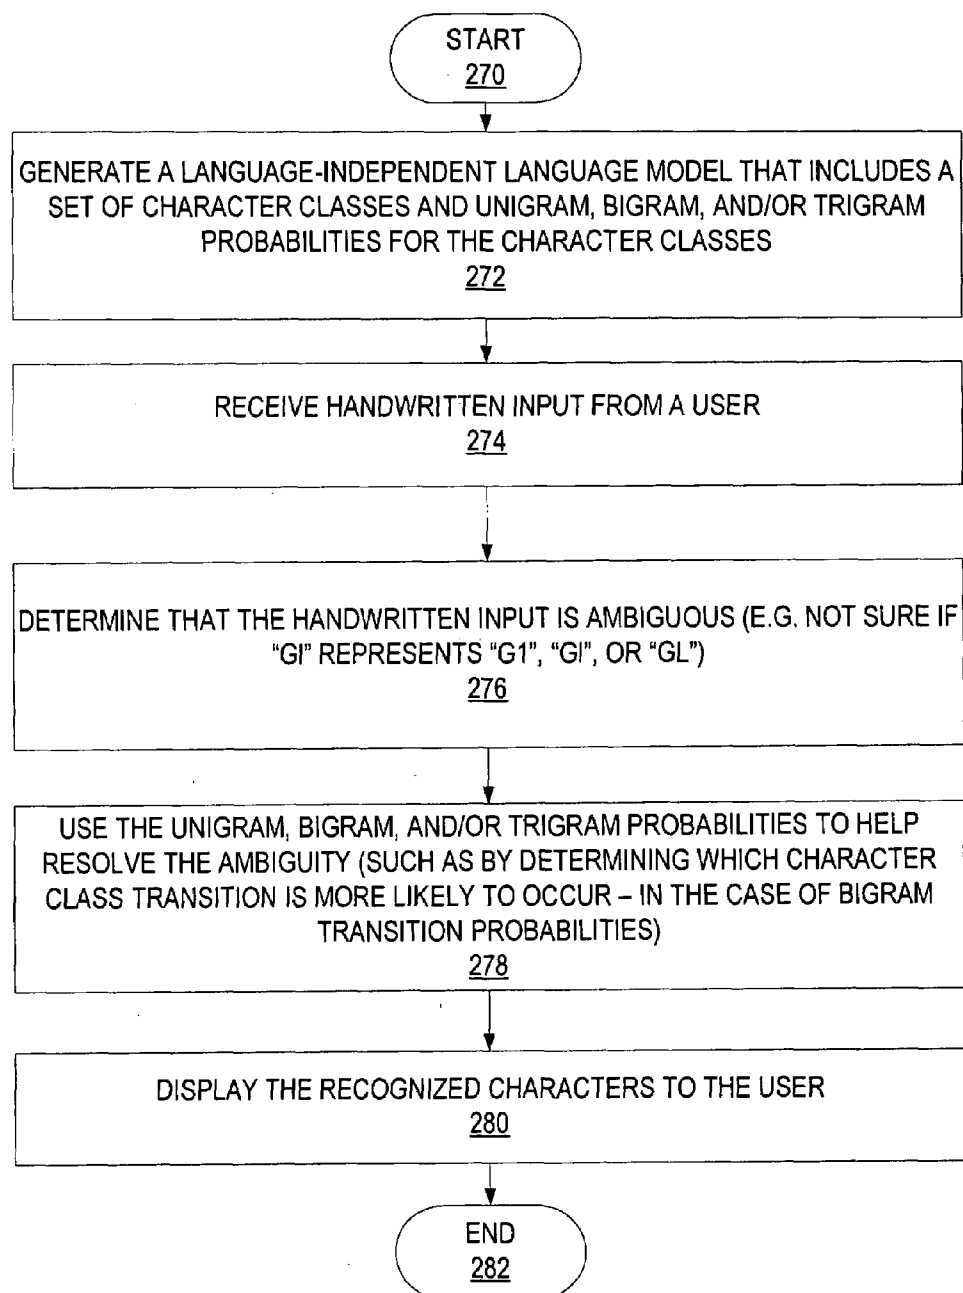 START
270
GENERATE A LANGUAGE-INDEPENDENT LANGUAGE MODEL THAT INCLUDES A
SET OF CHARACTER CLASSES AND UNIGRAM, BIGRAM, AND/OR TRIGRAM
PROBABILITIES FOR THE CHARACTER CLASSES
272
RECEIVE HANDWRITTEN INPUT FROM A USER
274
DETERMINE THAT THE HANDWRITTEN INPUT IS AMBIGUOUS (E.G. NOT SURE IF
“GI” REPRESENTS “G1”, “GI”, OR “GL”)
276
USE THE UNIGRAM, BIGRAM, AND/OR TRIGRAM PROBABILITIES TO HELP
RESOLVE THE AMBIGUITY (SUCH AS BY DETERMINING WHICH CHARACTER
CLASS TRANSITION IS MORE LIKELY TO OCCUR – IN THE CASE OF BIGRAM
TRANSITION PROBABILITIES)
278
DISPLAY THE RECOGNIZED CHARACTERS TO THE USER
280
END
282